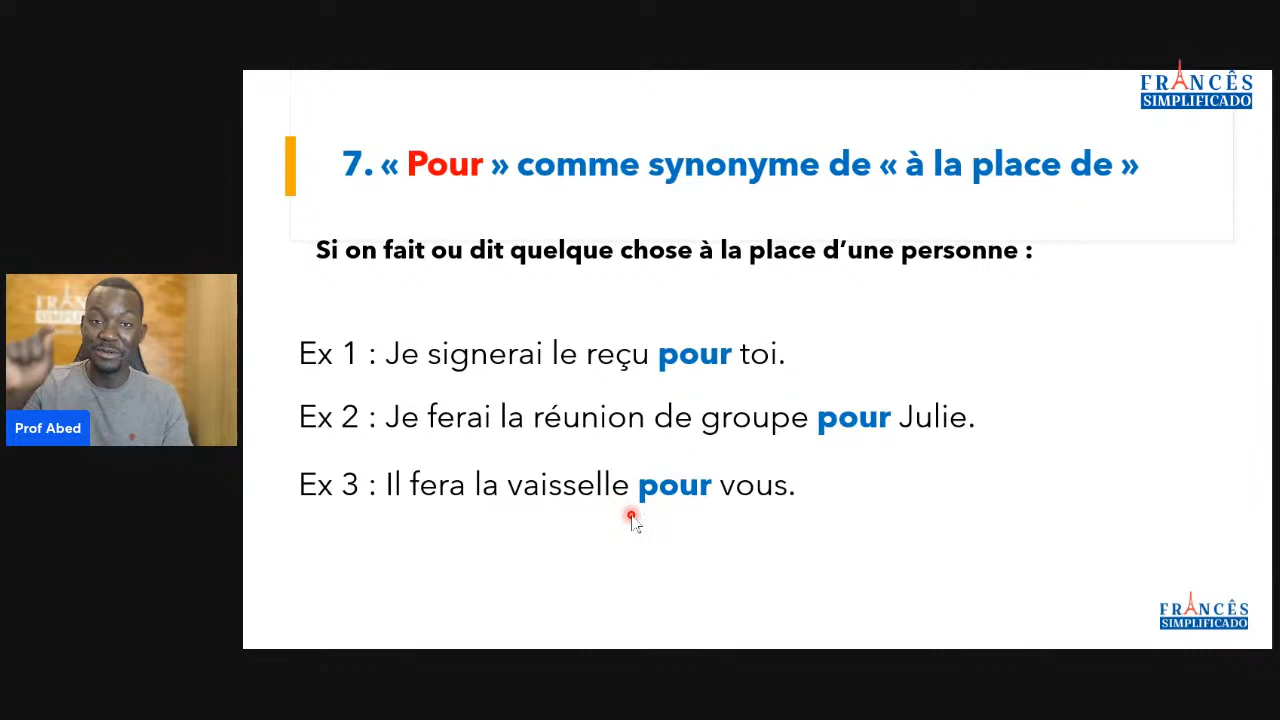 FRANCÊS
SIMPLIFICADO
7. « Pour » comme synonyme de « à la place de »
Si on fait ou dit quelque chose à la place d’une personne :
Ex 1 : Je signerai le reçu pour toi.
Ex 2 : Je ferai la réunion de groupe pour Julie.
Ex 3 : Il fera la vaisselle pour vous.
Prof Abed
FRANCÊS
SIMPLIFICADO